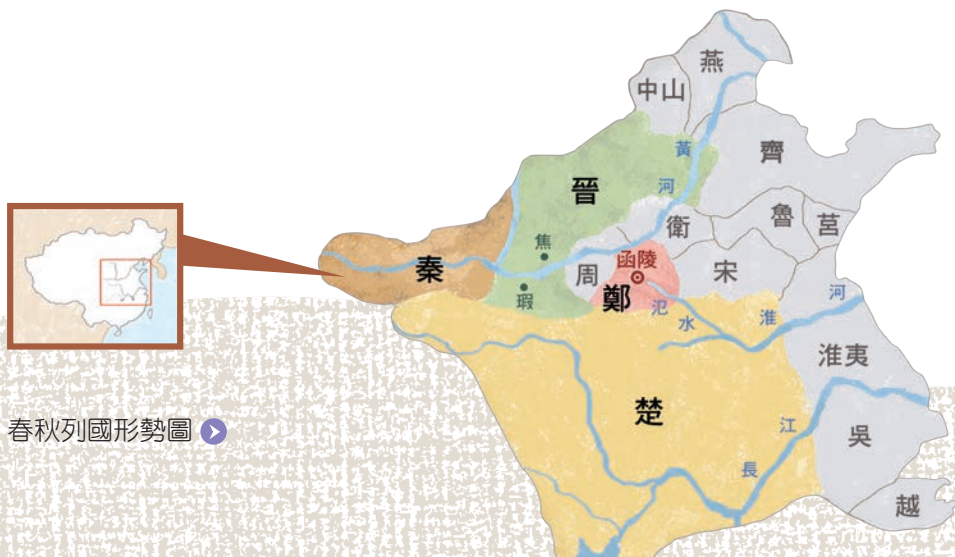 燕
中山
齊
黃河
晉
衛
魯
莒
焦
函陵
周
宋
秦
瑕
鄭
氾水
淮河
淮夷
楚
長江
吳
越
春秋列國形勢圖